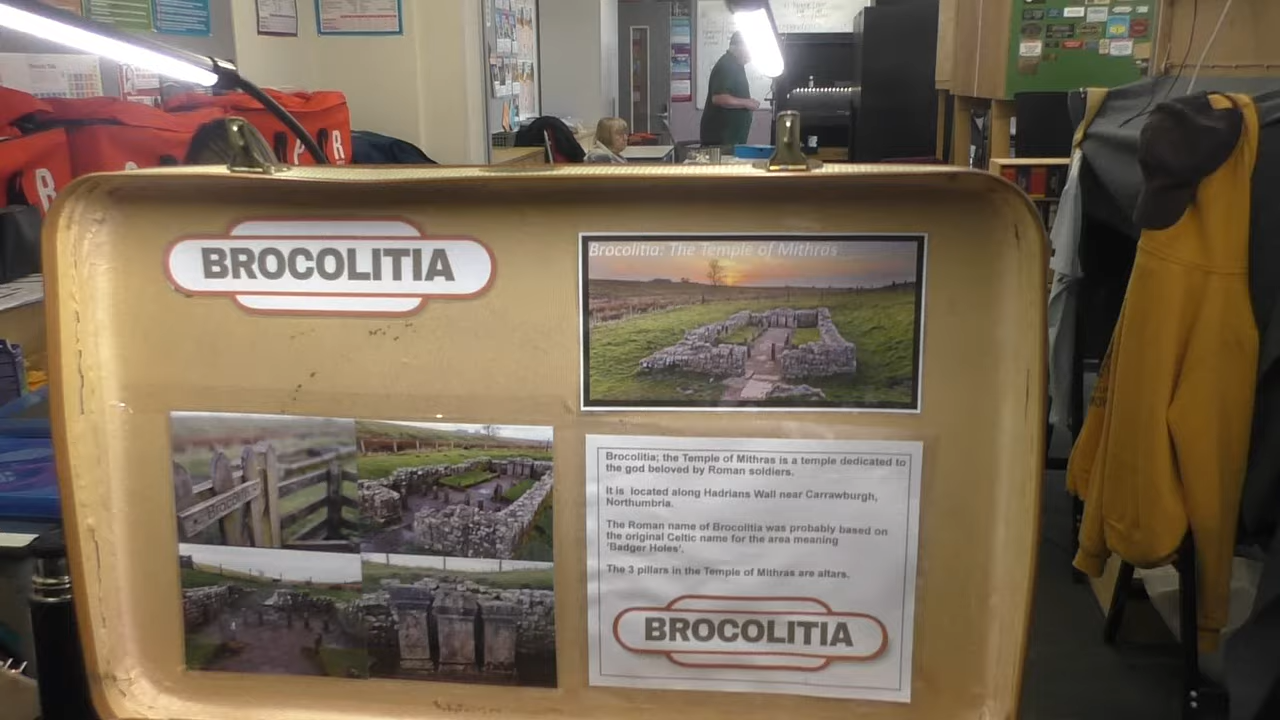 BROCOLITIA
Brocolitia: The Temple of Mithras
Brocolitia; the Temple of Mithras is a temple dedicated to
the god beloved by Roman soldiers.
It is located along Hadrians Wall near Carrawburgh,
Northumbria.
The Roman name of Brocolitia was probably based on
the original Celtic name for the area meaning
'Badger Holes'.
The 3 pillars in the Temple of Mithras are altars.
BROCOLITIA